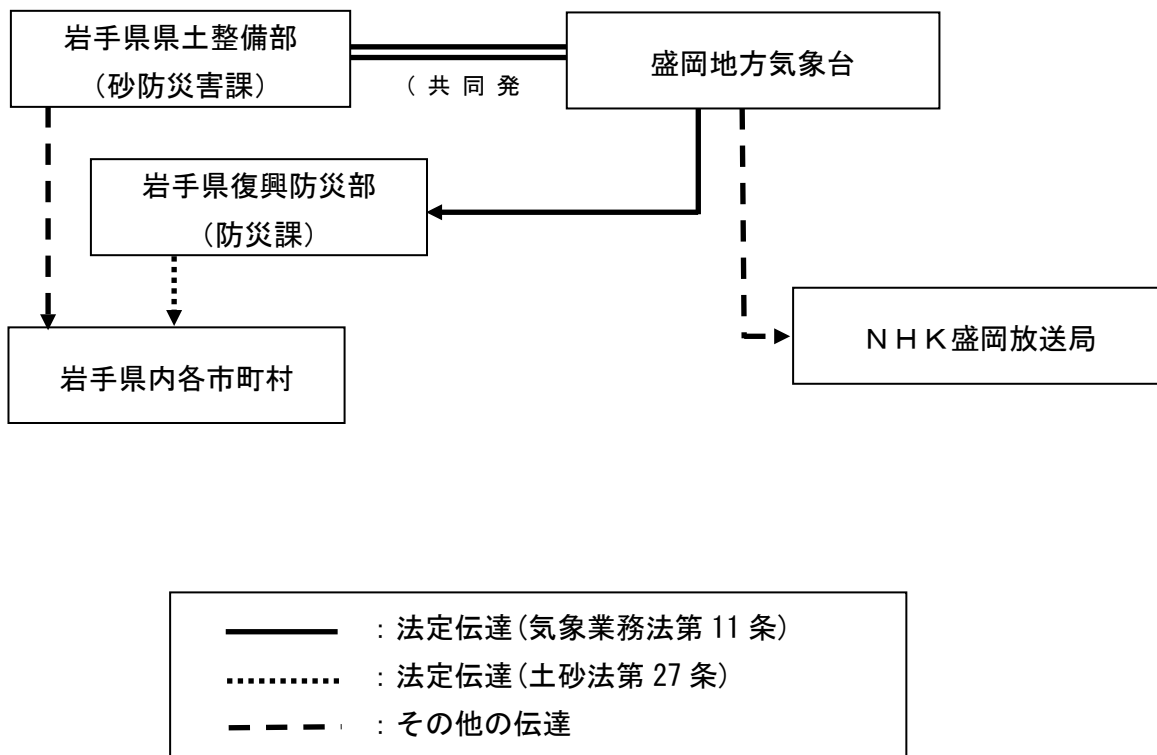 岩手県県土整備部
（砂防災害課）
（共同発
盛岡地方気象台
岩手県復興防災部
（防災課）
岩手県内各市町村
ＮＨＫ盛岡放送局
：法定伝達（気象業務法第 11 条）
：法定伝達（土砂法第 27 条）
：その他の伝達